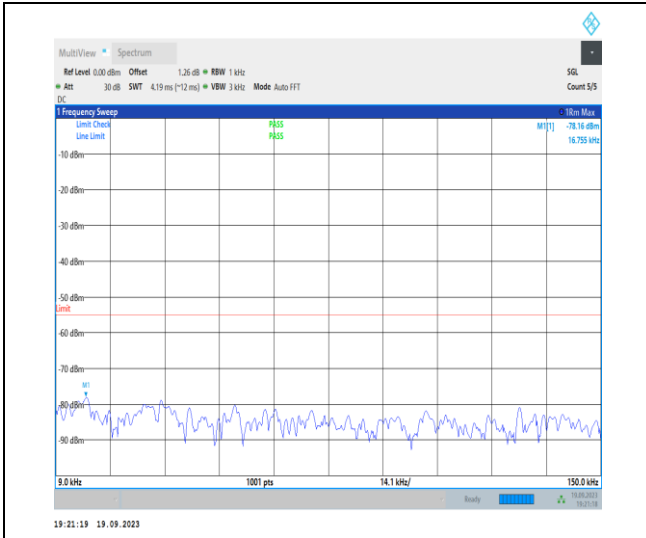 MultiView Spectrum
Ref Level 0.00 dBm Offset 1.26 dB RBW 1 kHz SGL
Att 30 dB SWT 4.19 ms (~12 ms) VBW 3 kHz Mode Auto FFT Count 5/5
DC
1 Frequency Sweep 1Rm Max
Limit Check PASS M1[1] -78.16 dBm
Line Limit PASS 16.755 kHz
-10 dBm
-20 dBm
-30 dBm
-40 dBm
-50 dBm
Limit
-60 dBm
-70 dBm
M1
-80 dBm
-90 dBm
9.0 kHz 1001 pts 14.1 kHz/ 150.0 kHz
Ready 19.09.2023
19:21:18
19:21:19 19.09.2023